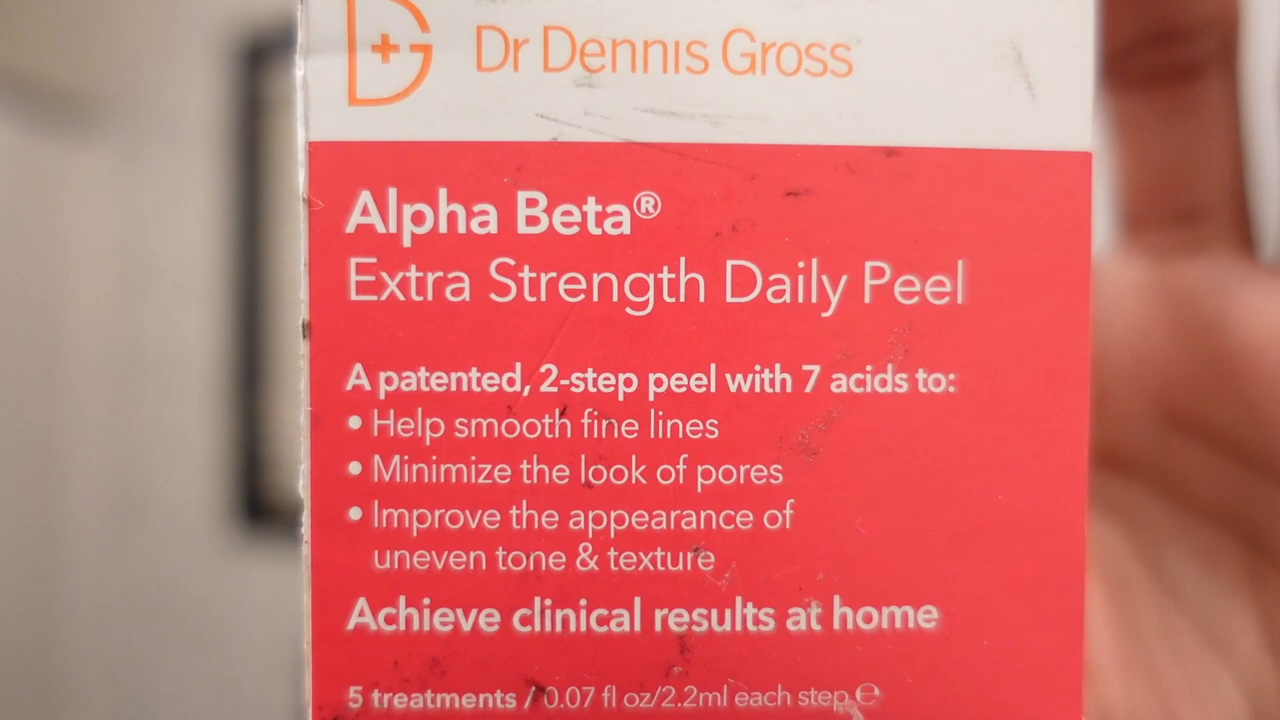 Dr Dennis Gross
Alpha Beta®
Extra Strength Daily Peel
A patented, 2-step peel with 7 acids to:
• Help smooth fine lines
• Minimize the look of pores
• Improve the appearance of
uneven tone & texture
Achieve clinical results at home
5 treatments / 0.07 fl oz/2.2ml each step ℮